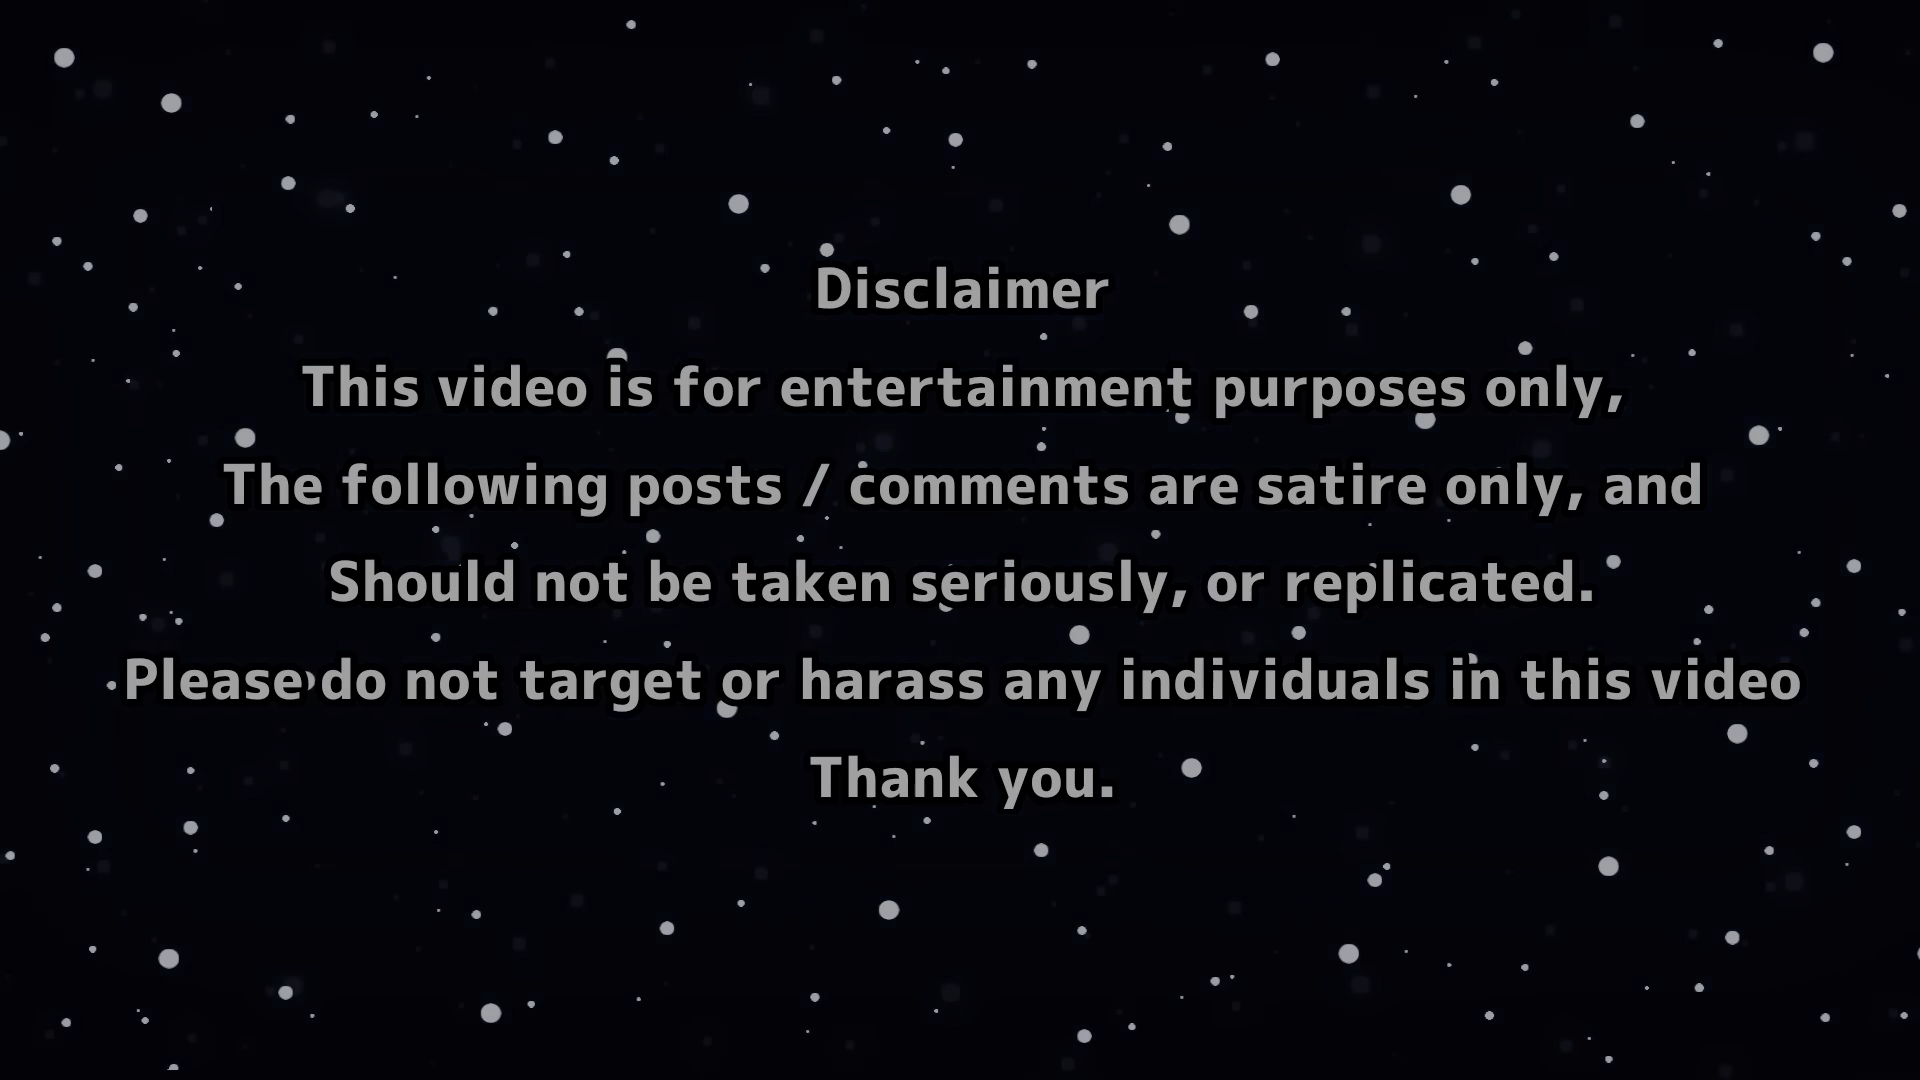 Disclaimer
This video is for entertainment purposes only,
The following posts / comments are satire only, and
Should not be taken seriously, or replicated.
Please do not target or harass any individuals in this video
Thank you.